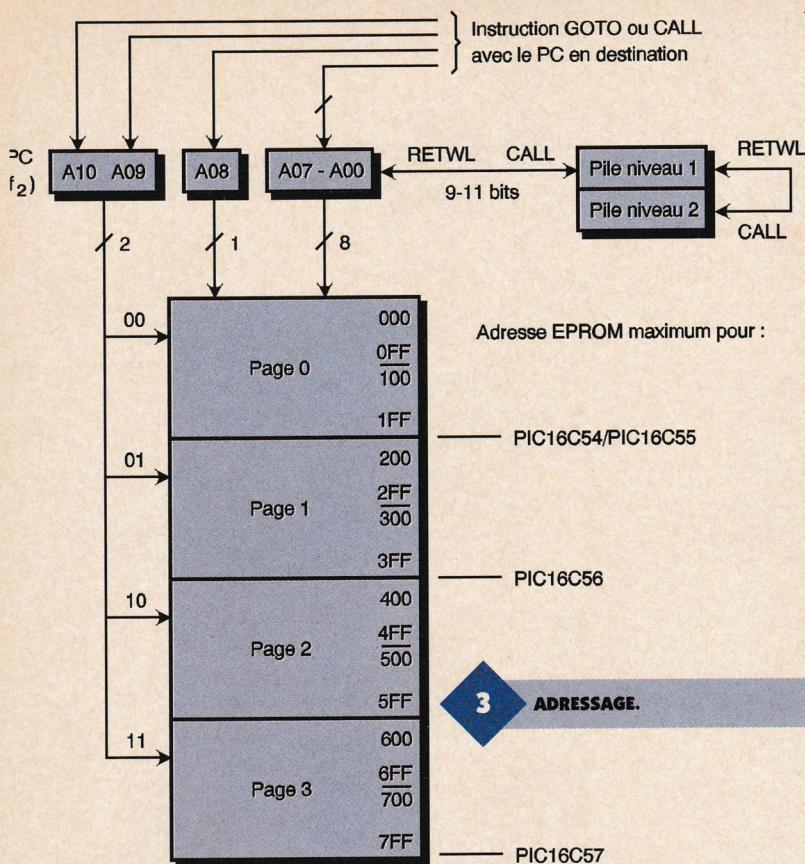 Instruction GOTO ou CALL
avec le PC en destination
PC
f2)
A10 A09
A08
A07 - A00
RETWL CALL
9-11 bits
Pile niveau 1
Pile niveau 2
RETWL
CALL
2
1
8
00
000
Page 0
0FF
100
1FF
Adresse EPROM maximum pour :
PIC16C54/PIC16C55
01
200
Page 1
2FF
300
3FF
PIC16C56
10
400
Page 2
4FF
500
5FF
3 ADRESSAGE.
11
600
Page 3
6FF
700
7FF
PIC16C57